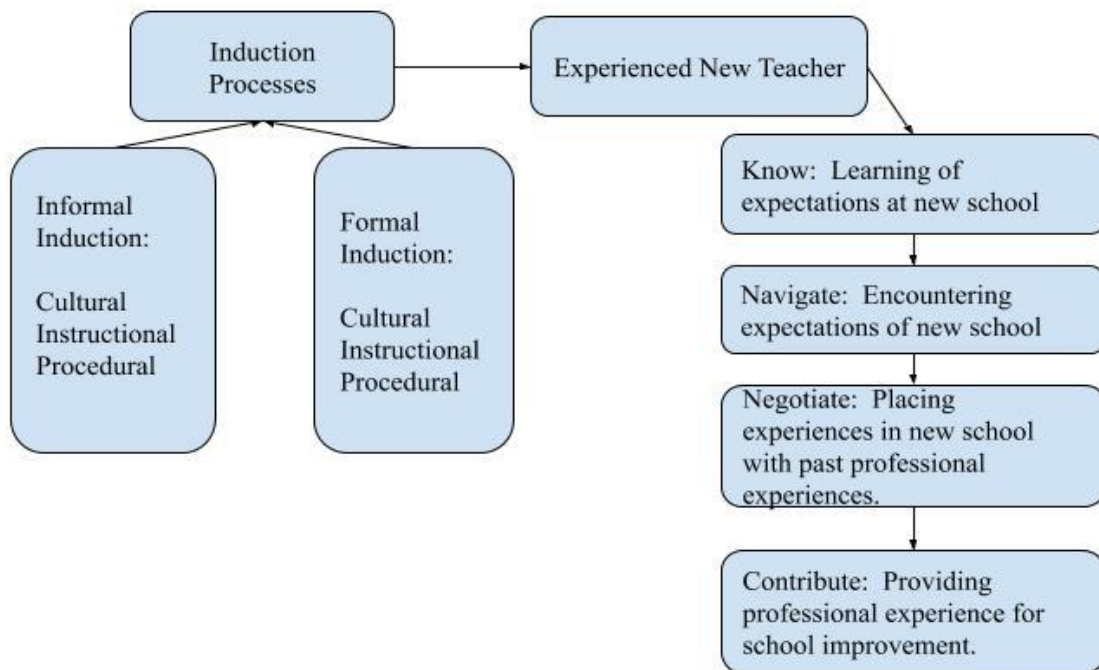 Induction
Processes
Experienced New Teacher
Informal
Induction:
Cultural
Instructional
Procedural
Formal
Induction:
Cultural
Instructional
Procedural
Know:  Learning of
expectations at new school
Navigate:  Encountering
expectations of new school
Negotiate:  Placing
experiences in new school
with past professional
experiences.
Contribute:  Providing
professional experience for
school improvement.